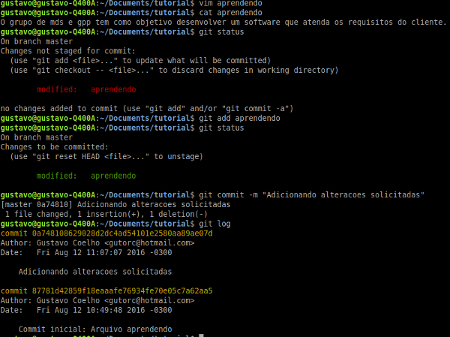 gustavo@gustavo-Q400A:~/Documents/tutorial$ vim aprendendo
gustavo@gustavo-Q400A:~/Documents/tutorial$ cat aprendendo
O grupo de mds e gpp tem como objetivo desenvolver um software que atenda os requisitos do cliente.
gustavo@gustavo-Q400A:~/Documents/tutorial$ git status
On branch master
Changes not staged for commit:
  (use "git add <file>..." to update what will be committed)
  (use "git checkout -- <file>..." to discard changes in working directory)
modified:   aprendendo
no changes added to commit (use "git add" and/or "git commit -a")
gustavo@gustavo-Q400A:~/Documents/tutorial$ git add aprendendo
gustavo@gustavo-Q400A:~/Documents/tutorial$ git status
On branch master
Changes to be committed:
  (use "git reset HEAD <file>..." to unstage)
modified:   aprendendo
gustavo@gustavo-Q400A:~/Documents/tutorial$ git commit -m "Adicionando alteracoes solicitadas"
[master 0a74810] Adicionando alteracoes solicitadas
 1 file changed, 1 insertion(+), 1 deletion(-)
gustavo@gustavo-Q400A:~/Documents/tutorial$ git log
commit 0a748108629028d2dc4ad54101e2580aa89ae07d
Author: Gustavo Coelho <gutorc@hotmail.com>
Date:   Fri Aug 12 11:07:07 2016 -0300
Adicionando alteracoes solicitadas
commit 87781d42859f18eaaafe76934fe70e05c7a62aa5
Author: Gustavo Coelho <gutorc@hotmail.com>
Date:   Fri Aug 12 10:49:48 2016 -0300
Commit inicial: Arquivo aprendendo